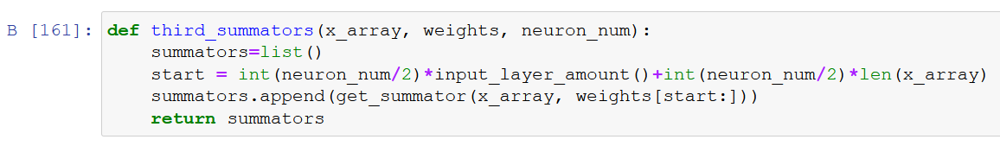 В [161]: def third_summators(x_array, weights, neuron_num):
summators=list()
start = int(neuron_num/2)*input_layer_amount()+int(neuron_num/2)*len(x_array)
summators.append(get_summator(x_array, weights[start:]))
return summators